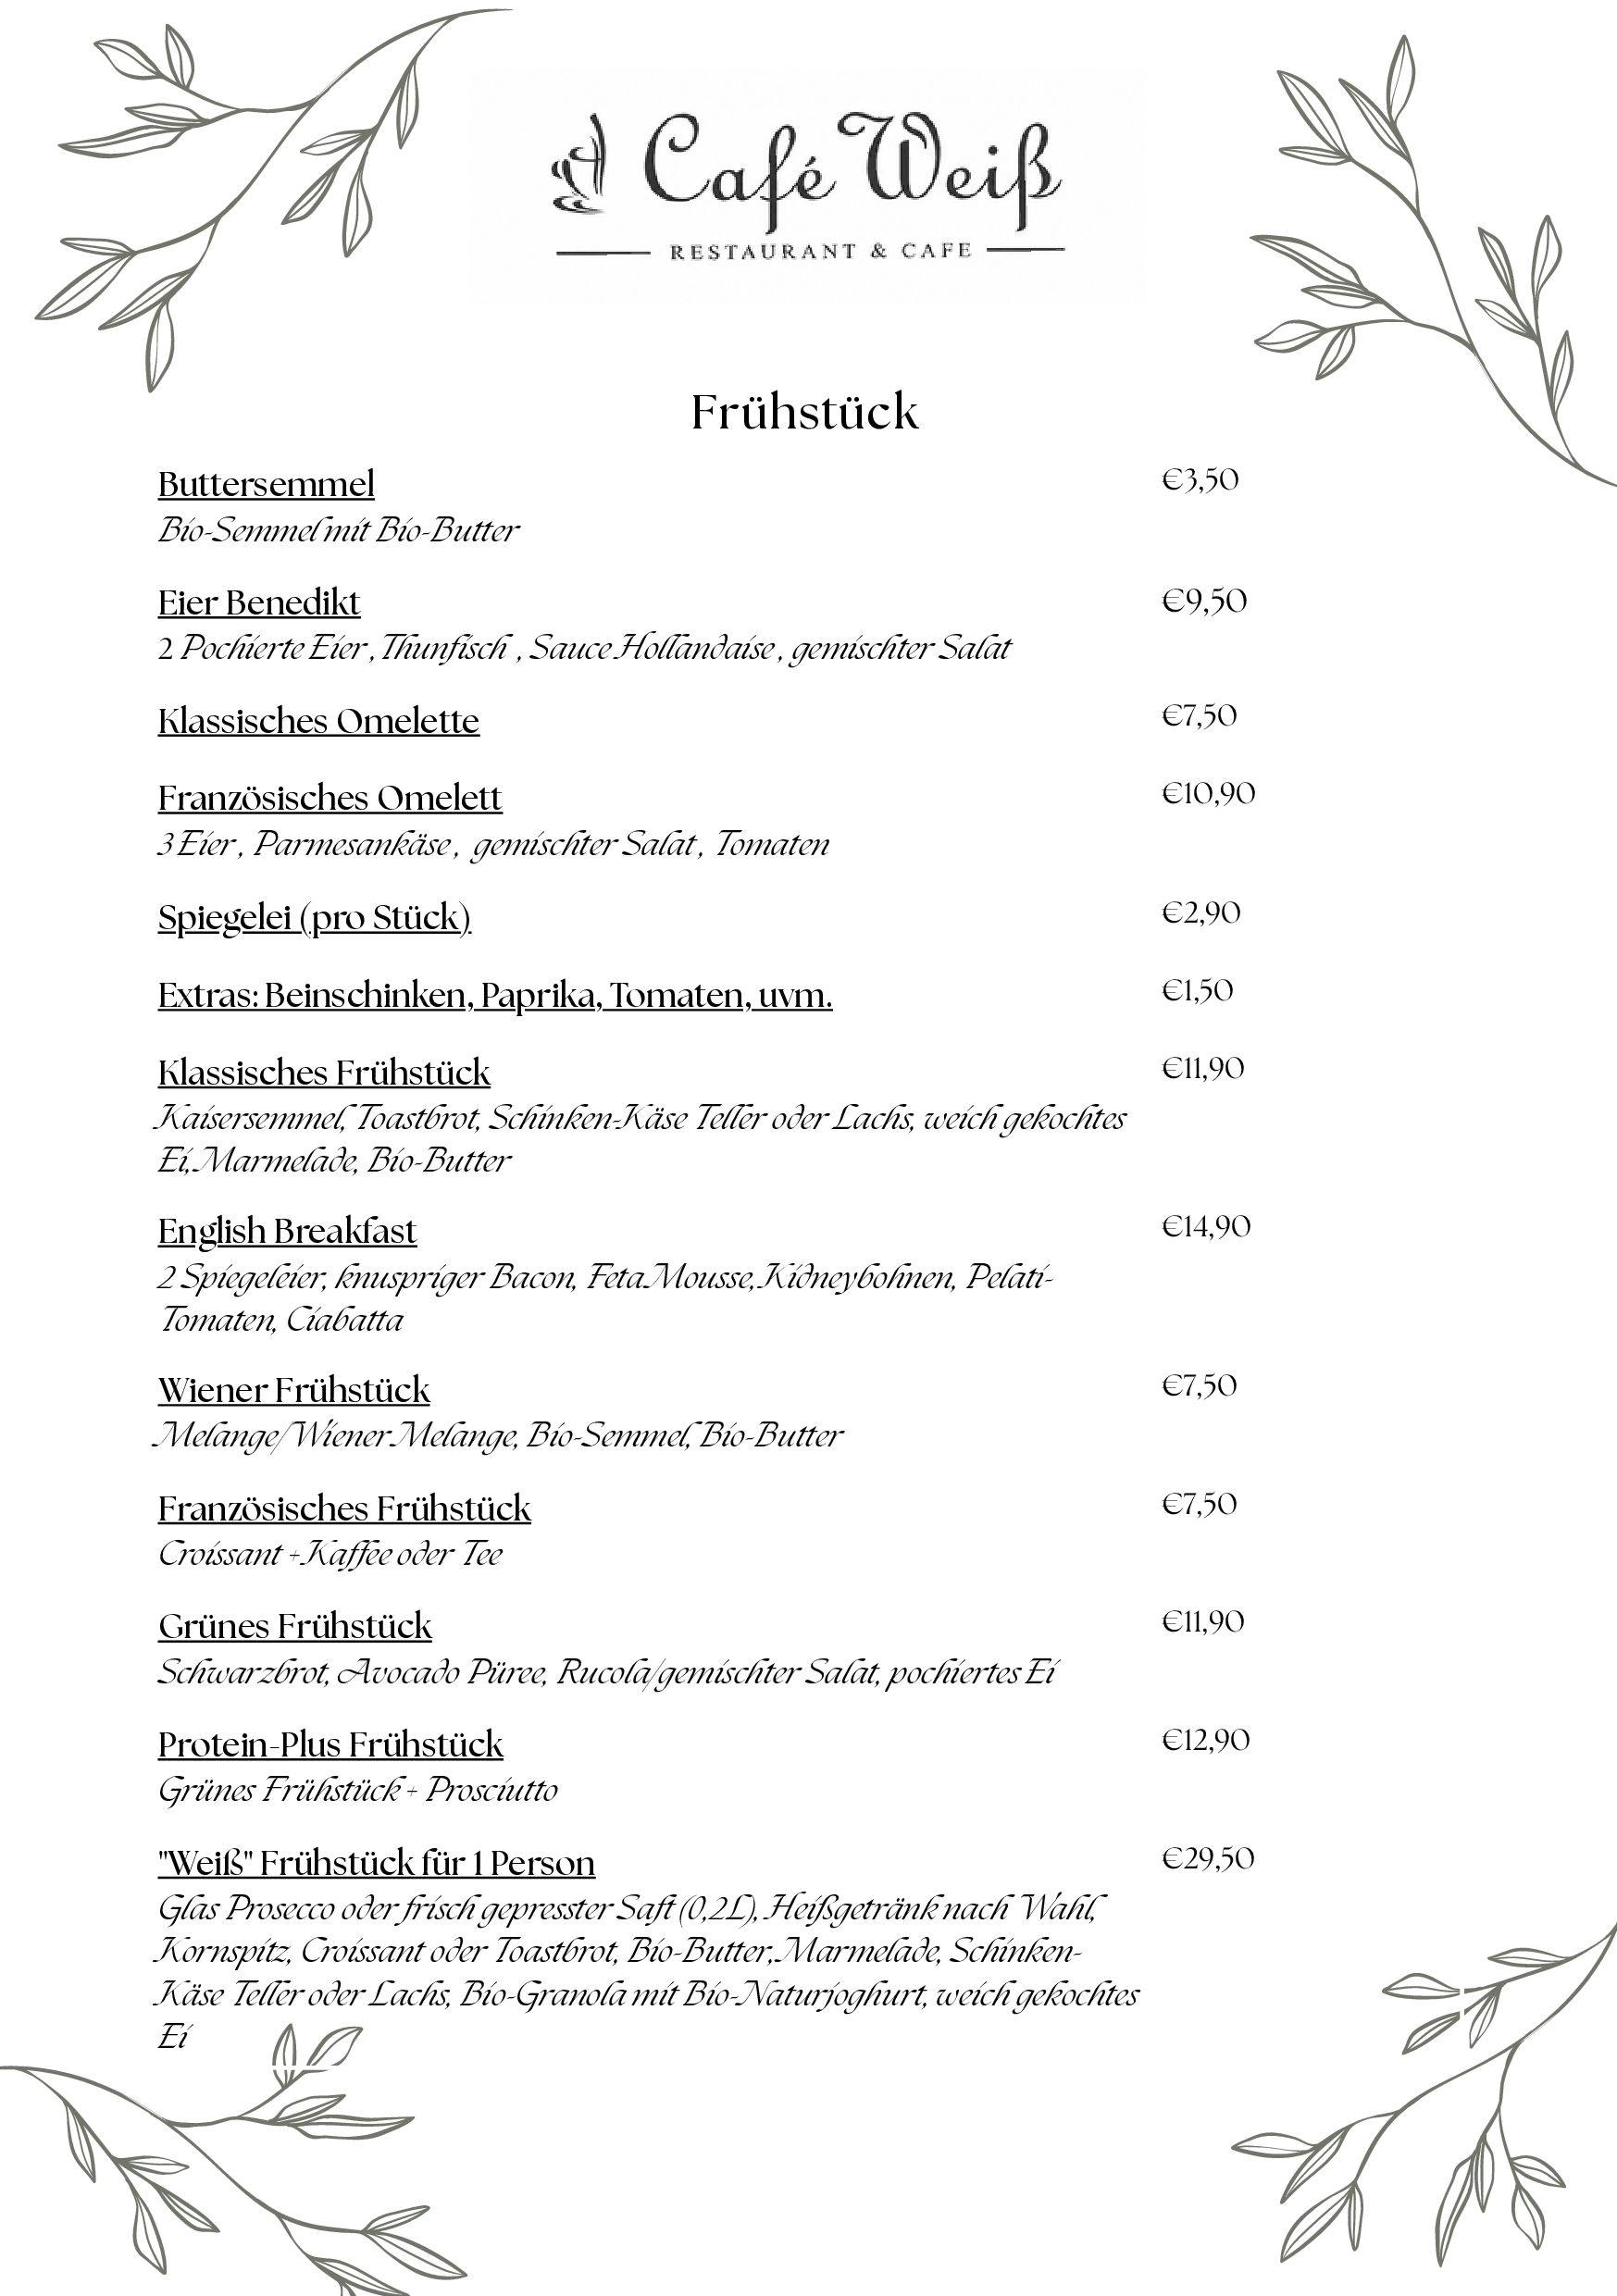 Café Weiß
RESTAURANT & CAFE
Frühstück
Buttersemmel €3,50
Bio-Semmel mit Bio-Butter
Eier Benedikt €9,50
2 Pochierte Eier , Thunfisch , Sauce Hollandaise , gemischter Salat
Klassisches Omelette €7,50
Französisches Omelett €10,90
3 Eier , Parmesankäse , gemischter Salat , Tomaten
Spiegelei (pro Stück) €2,90
Extras: Beinschinken, Paprika, Tomaten, uvm. €1,50
Klassisches Frühstück €11,90
Kaisersemmel, Toastbrot, Schinken-Käse Teller oder Lachs, weich gekochtes
Ei, Marmelade, Bio-Butter
English Breakfast €14,90
2 Spiegeleier, knuspriger Bacon, Feta Mousse, Kidneybohnen, Pelati-
Tomaten, Ciabatta
Wiener Frühstück €7,50
Melange/Wiener Melange, Bio-Semmel, Bio-Butter
Französisches Frühstück €7,50
Croissant + Kaffee oder Tee
Grünes Frühstück €11,90
Schwarzbrot, Avocado Püree, Rucola/gemischter Salat, pochiertes Ei
Protein-Plus Frühstück €12,90
Grünes Frühstück + Prosciutto
"Weiß" Frühstück für 1 Person €29,50
Glas Prosecco oder frisch gepresster Saft (0,2L), Heißgetränk nach Wahl,
Kornspitz, Croissant oder Toastbrot, Bio-Butter, Marmelade, Schinken-
Käse Teller oder Lachs, Bio-Granola mit Bio-Naturjoghurt, weich gekochtes
Ei